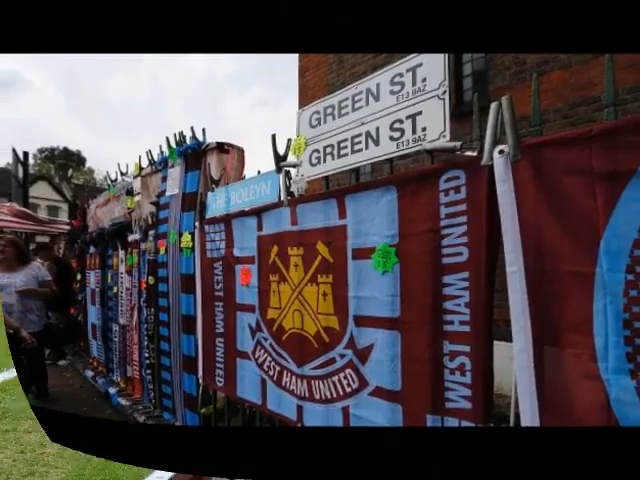 GREEN ST.
E13 9AZ
GREEN ST.
E13 9AZ
THE BOLEYN
WEST HAM UNITED
WEST HAM UNITED
WEST HAM UNITED